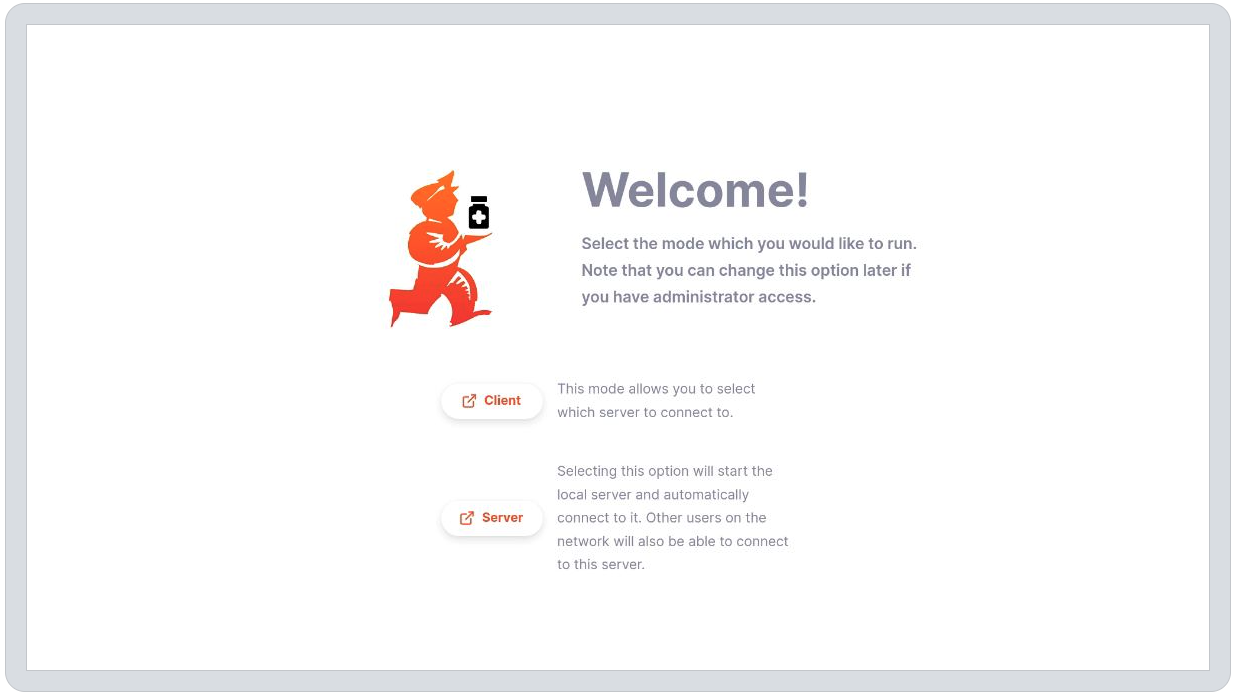 Welcome!
Select the mode which you would like to run.
Note that you can change this option later if
you have administrator access.
Client
This mode allows you to select
which server to connect to.
Server
Selecting this option will start the
local server and automatically
connect to it. Other users on the
network will also be able to connect
to this server.